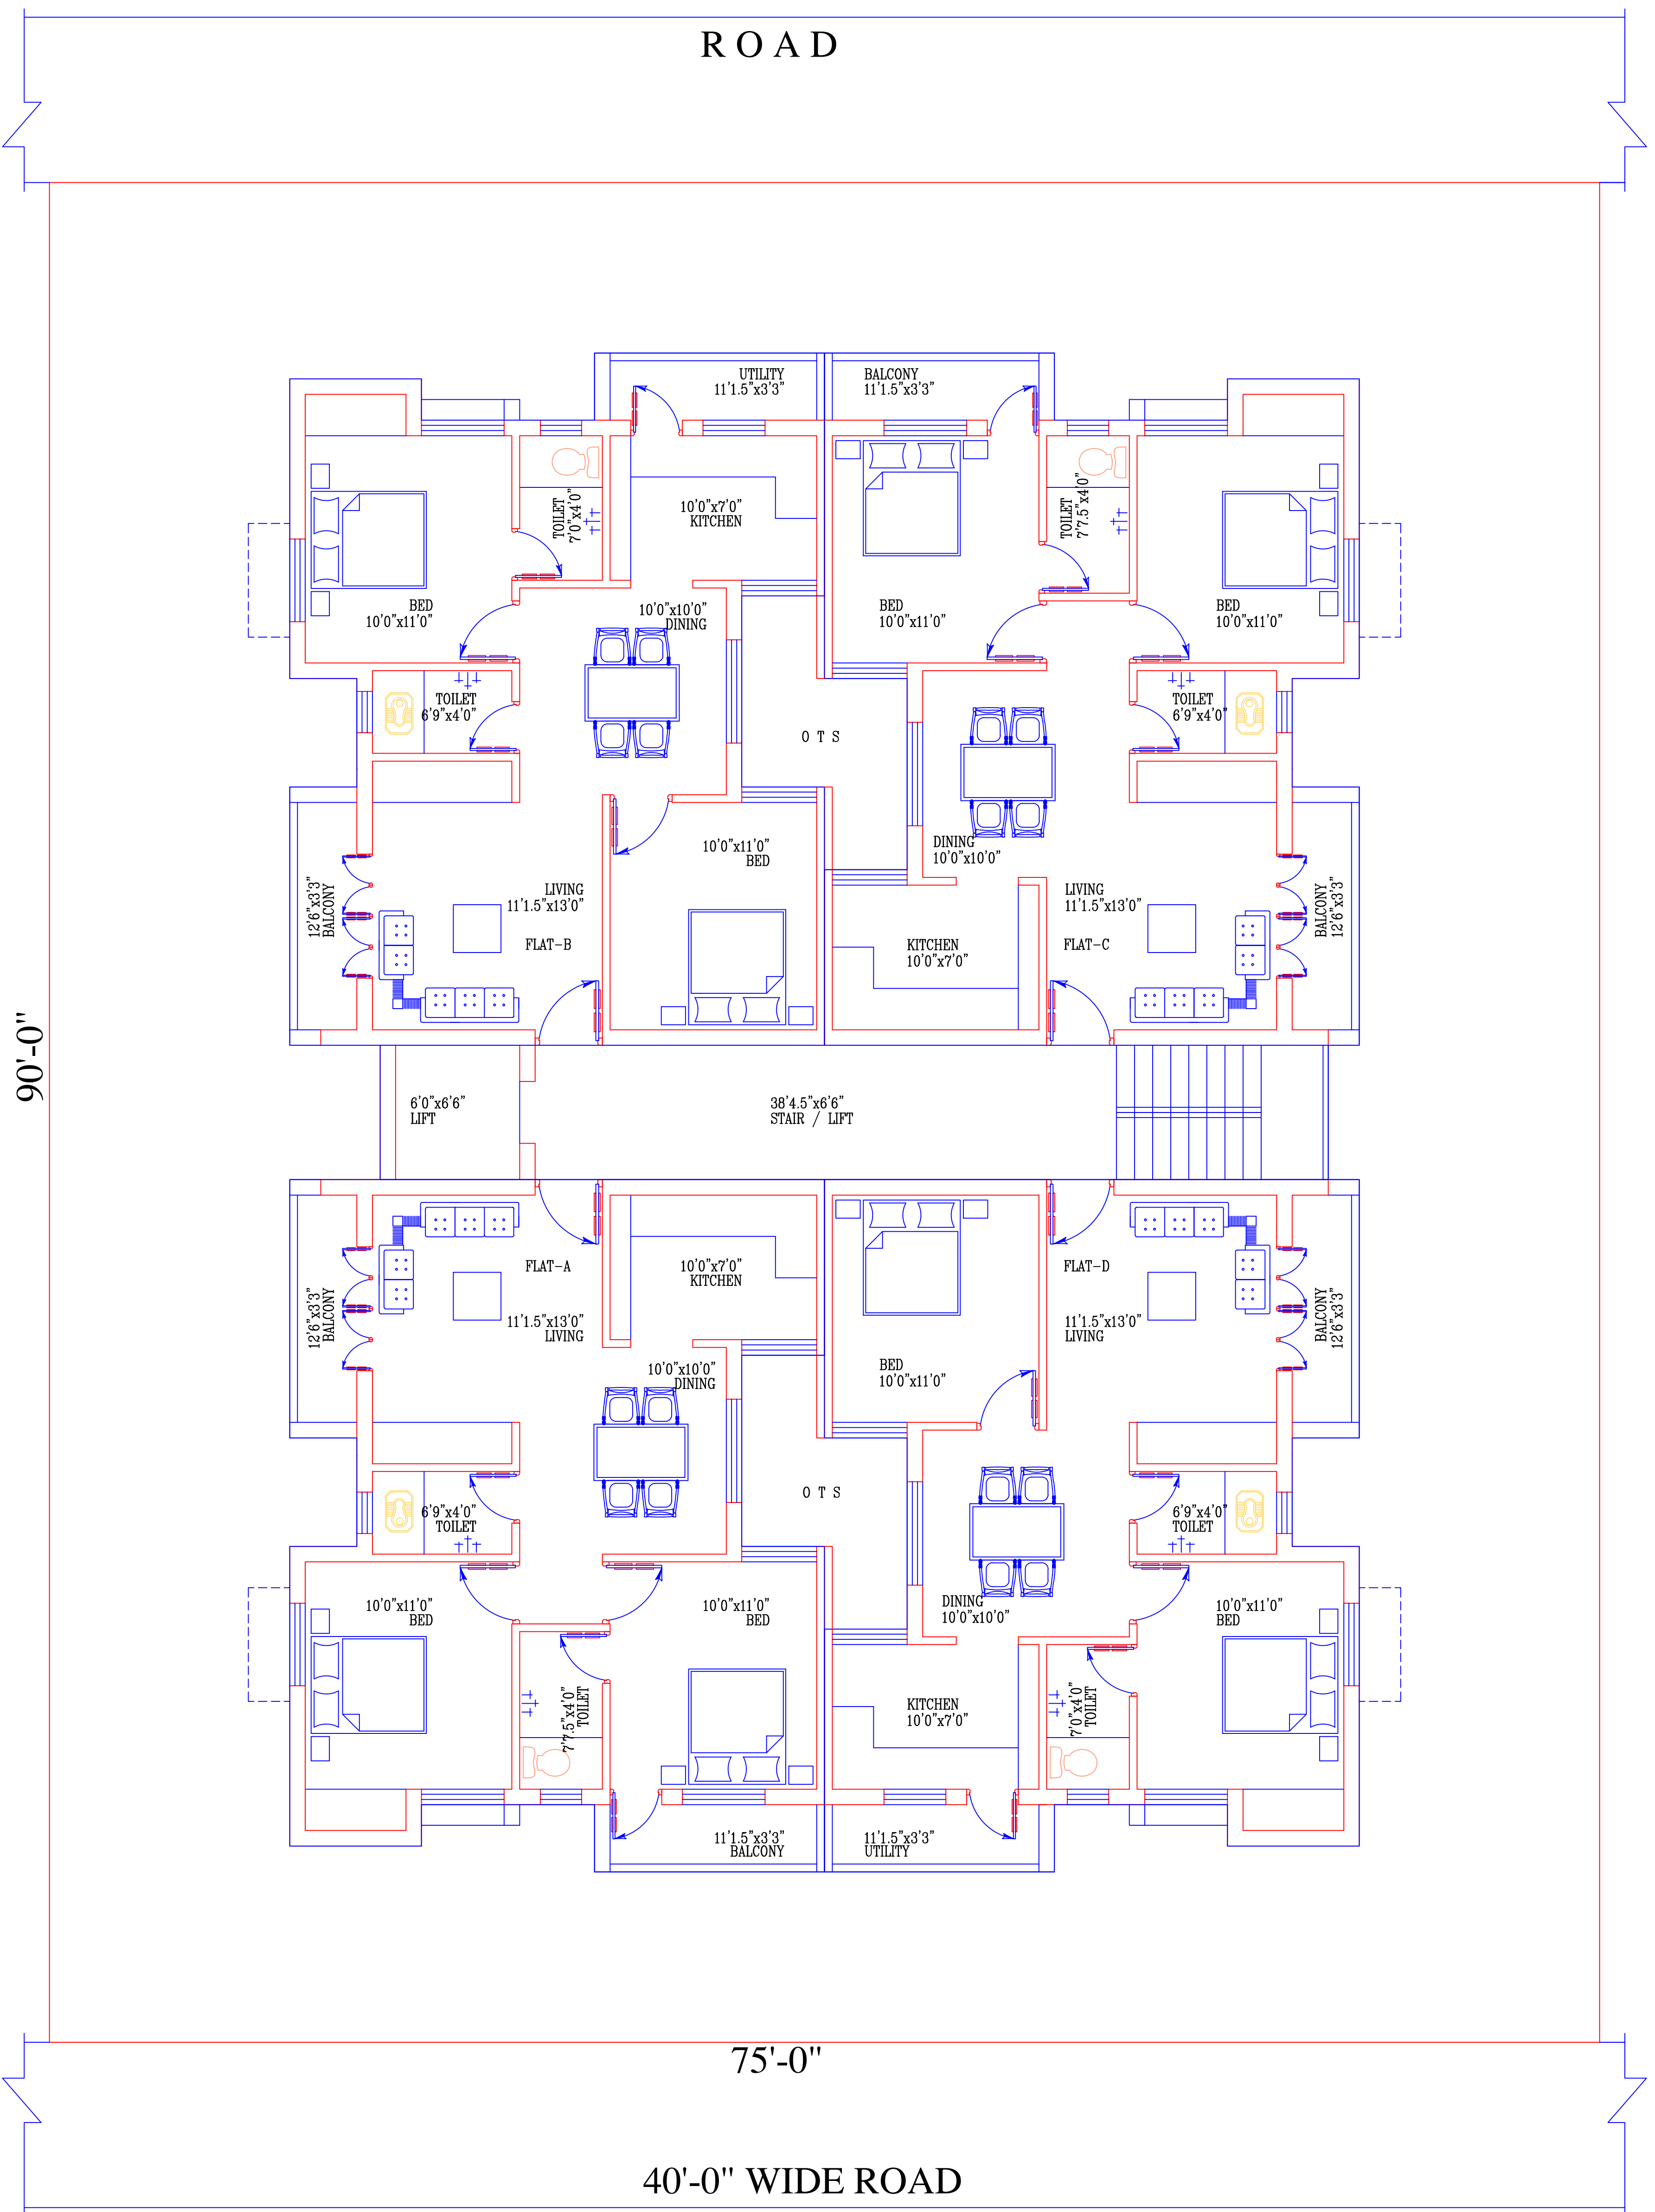 R O A D
UTILITY
11'1.5"x3'3"
BALCONY
11'1.5"x3'3"
TOILET
7'0"x4'0"
10'0"x7'0"
KITCHEN
TOILET
7'7.5"x4'0"
BED
10'0"x11'0"
10'0"x10'0"
DINING
BED
10'0"x11'0"
BED
10'0"x11'0"
TOILET
6'9"x4'0"
O T S
TOILET
6'9"x4'0"
10'0"x11'0"
BED
DINING
10'0"x10'0"
12'6"x3'3"
BALCONY
LIVING
11'1.5"x13'0"
LIVING
11'1.5"x13'0"
BALCONY
12'6"x3'3"
FLAT-B
KITCHEN
10'0"x7'0"
FLAT-C
90'-0"
6'0"x6'6"
LIFT
38'4.5"x6'6"
STAIR / LIFT
FLAT-A
10'0"x7'0"
KITCHEN
FLAT-D
12'6"x3'3"
BALCONY
11'1.5"x13'0"
LIVING
11'1.5"x13'0"
LIVING
BALCONY
12'6"x3'3"
10'0"x10'0"
DINING
BED
10'0"x11'0"
6'9"x4'0"
TOILET
O T S
6'9"x4'0"
TOILET
10'0"x11'0"
BED
10'0"x11'0"
BED
DINING
10'0"x10'0"
10'0"x11'0"
BED
7'7.5"x4'0"
TOILET
KITCHEN
10'0"x7'0"
7'0"x4'0"
TOILET
11'1.5"x3'3"
BALCONY
11'1.5"x3'3"
UTILITY
75'-0"
40'-0" WIDE ROAD